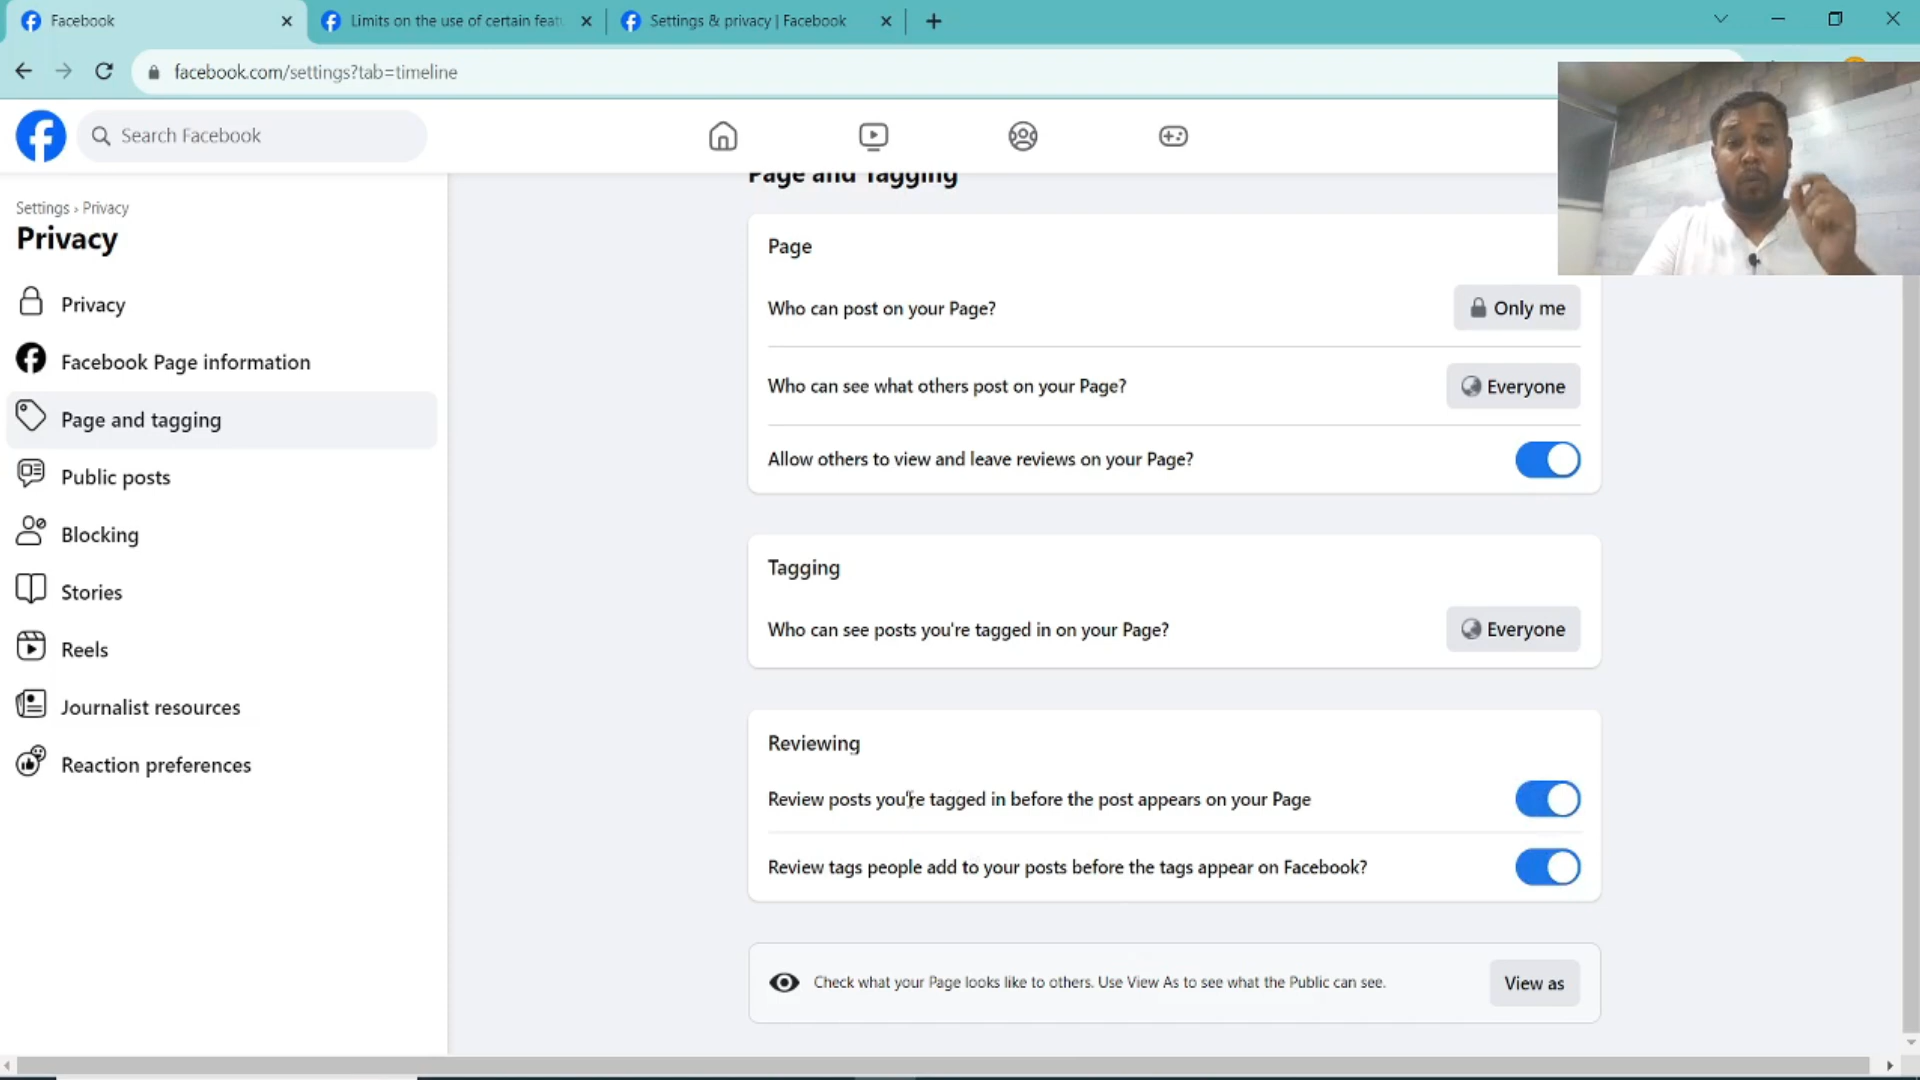 Facebook
Limits on the use of certain feat
Settings & privacy | Facebook
facebook.com/settings?tab=timeline
Search Facebook
Settings › Privacy
Privacy
Privacy
Facebook Page information
Page and tagging
Public posts
Blocking
Stories
Reels
Journalist resources
Reaction preferences
Page and Tagging
Page
Who can post on your Page?
Only me
Who can see what others post on your Page?
Everyone
Allow others to view and leave reviews on your Page?
Tagging
Who can see posts you're tagged in on your Page?
Everyone
Reviewing
Review posts you're tagged in before the post appears on your Page
Review tags people add to your posts before the tags appear on Facebook?
Check what your Page looks like to others. Use View As to see what the Public can see.
View as